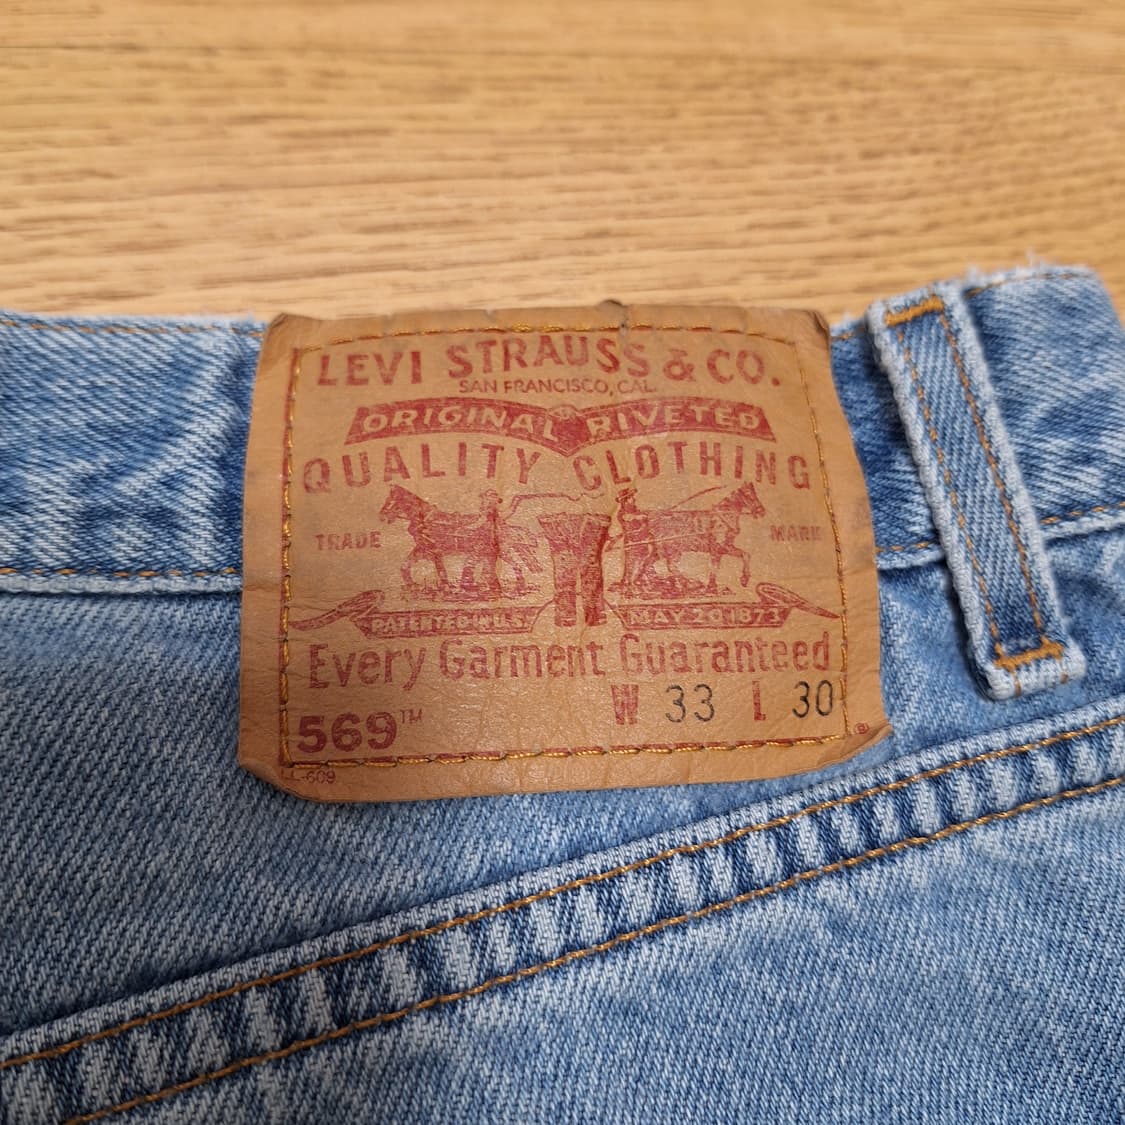 LEVI STRAUSS & CO.
SAN FRANCISCO, CAL.
ORIGINAL RIVETED
QUALITY CLOTHING
TRADE MARK
PATENTED IN U.S. MAY 20 1873
Every Garment Guaranteed
W 33 L 30
569™
®
LL-609